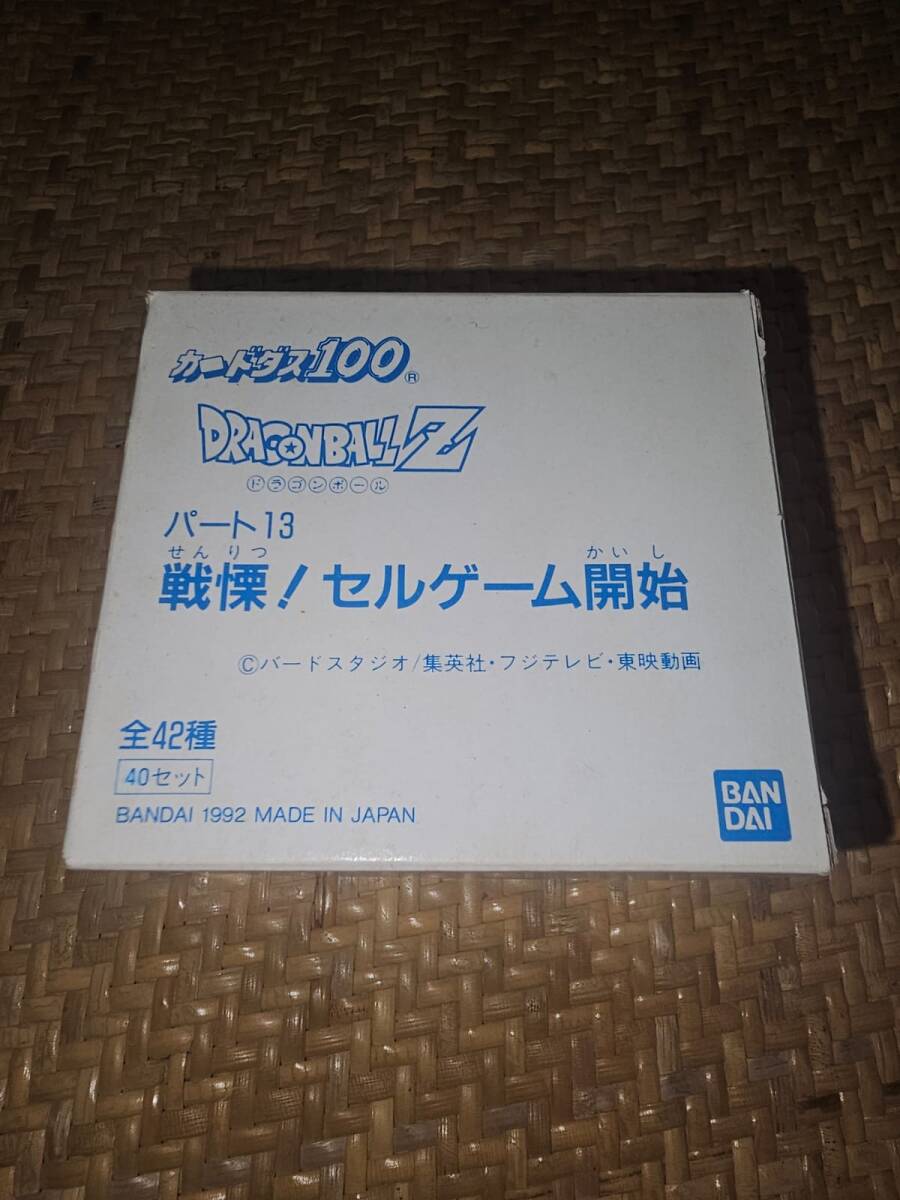 カードダス100®
DRAGONBALL Z
ドラゴンボール
パート13
せんりつ かいし
戦慄!セルゲーム開始
©バードスタジオ/集英社・フジテレビ・東映動画
全42種
40セット
BANDAI 1992 MADE IN JAPAN
BAN
DAI